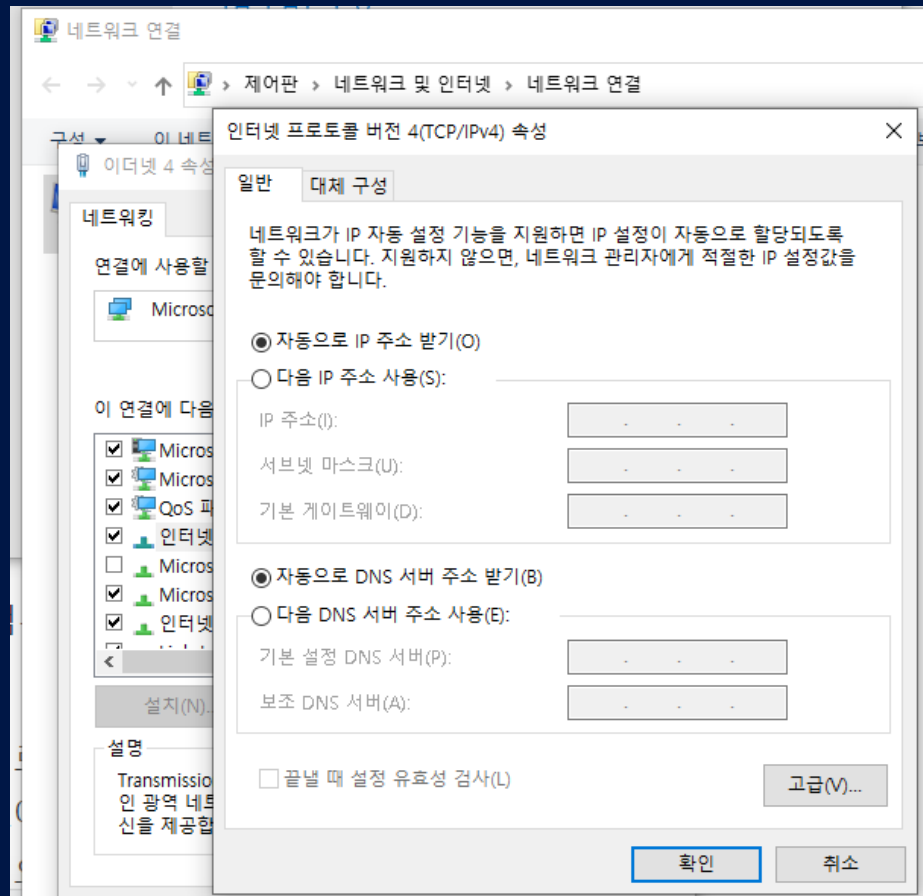 네트워크 연결
제어판 › 네트워크 및 인터넷 › 네트워크 연결
구성 이 네트
이더넷 4 속성
네트워킹
연결에 사용할
Microso
이 연결에 다음
Micros
Micros
QoS 패
인터넷
Micros
Micros
인터넷
설치(N)..
설명
Transmissio
인 광역 네트
신을 제공합
인터넷 프로토콜 버전 4(TCP/IPv4) 속성
일반 대체 구성
네트워크가 IP 자동 설정 기능을 지원하면 IP 설정이 자동으로 할당되도록
할 수 있습니다. 지원하지 않으면, 네트워크 관리자에게 적절한 IP 설정값을
문의해야 합니다.
자동으로 IP 주소 받기(O)
다음 IP 주소 사용(S):
IP 주소(I):
서브넷 마스크(U):
기본 게이트웨이(D):
자동으로 DNS 서버 주소 받기(B)
다음 DNS 서버 주소 사용(E):
기본 설정 DNS 서버(P):
보조 DNS 서버(A):
끝낼 때 설정 유효성 검사(L)
고급(V)...
확인 취소